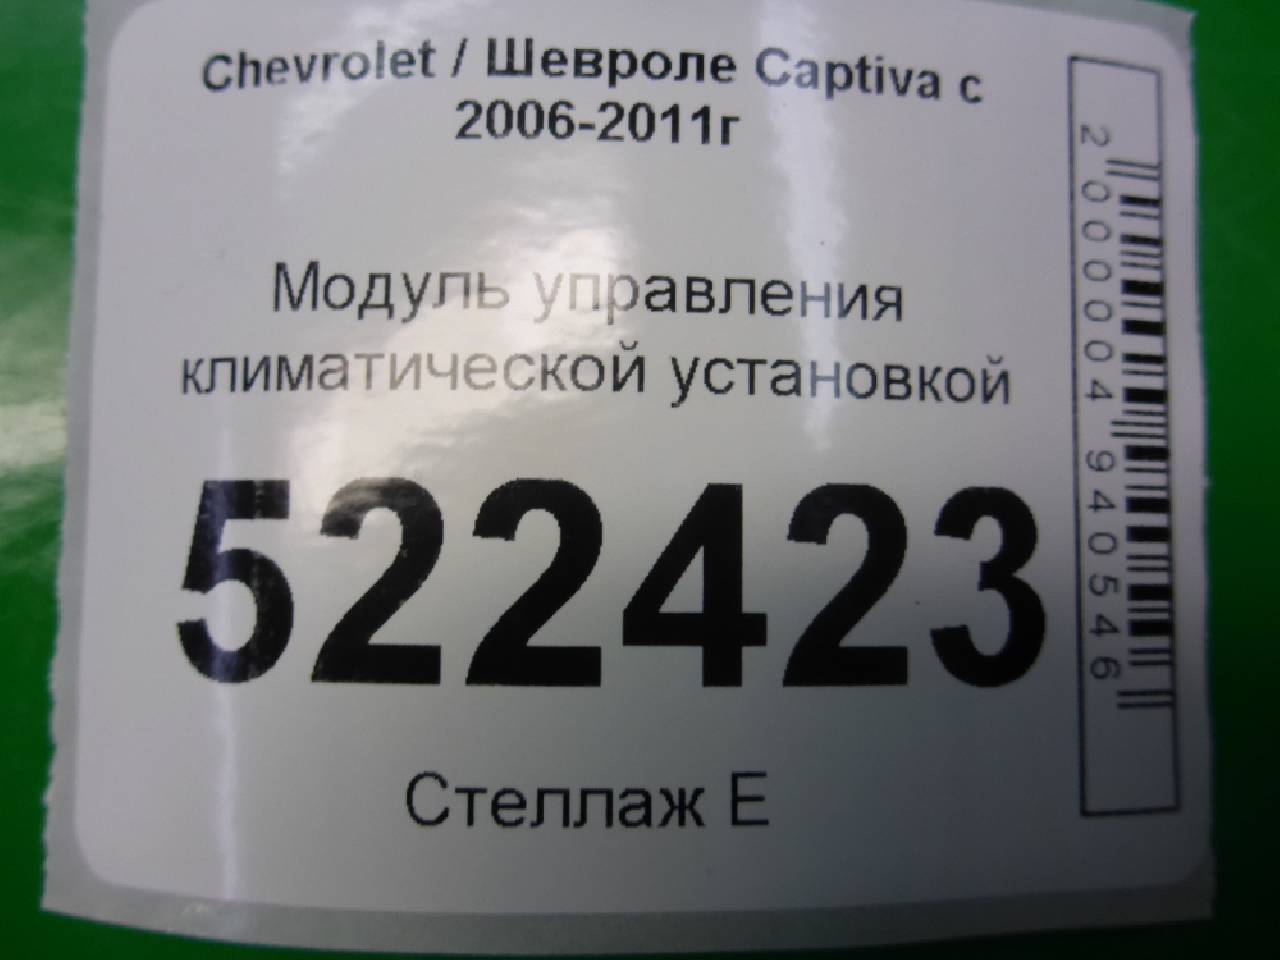 Chevrolet / Шевроле Captiva с
2006-2011г
Модуль управления
климатической установкой
522423
Стеллаж Е
2000004940546